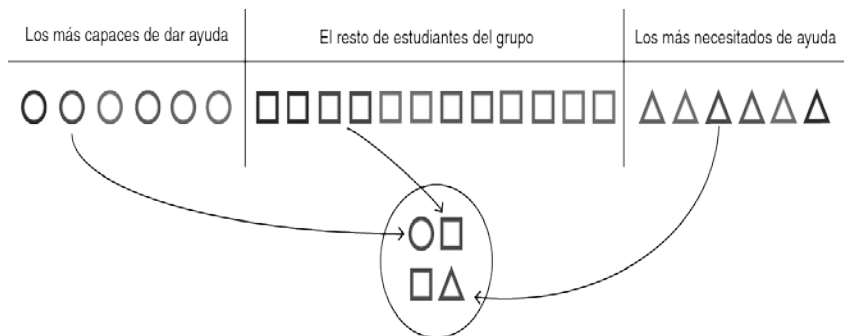 Los más capaces de dar ayuda
El resto de estudiantes del grupo
Los más necesitados de ayuda